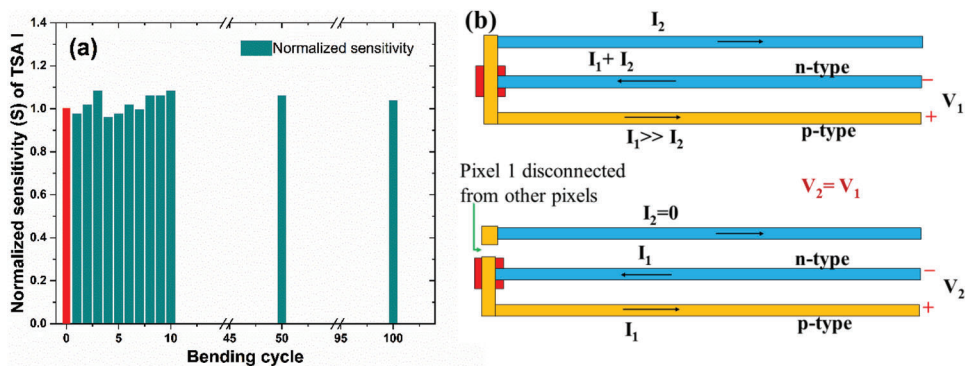 (a)
Normalized sensitivity
Normalized sensitivity (S) of TSA I
1.4
1.2
1.0
0.8
0.6
0.4
0.2
0.0
0 5 10 45 50 95 100
Bending cycle
(b)
I₂
I₁+ I₂
n-type
−
V₁
+
I₁>> I₂
p-type
Pixel 1 disconnected
from other pixels
V₂= V₁
I₂=0
I₁
n-type
−
V₂
+
I₁
p-type